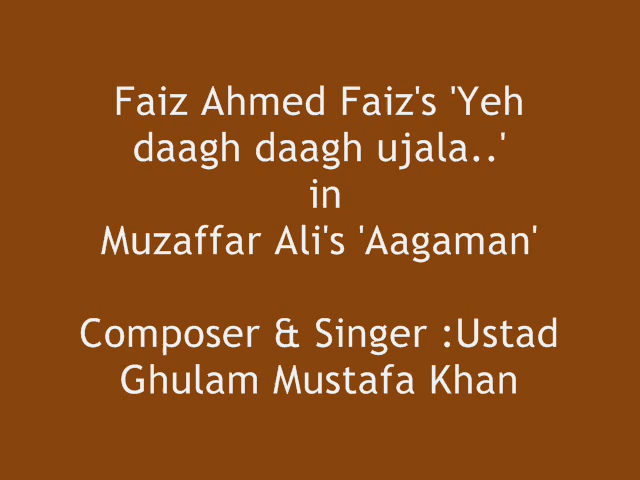 Faiz Ahmed Faiz's 'Yeh
daagh daagh ujala..'
in
Muzaffar Ali's 'Aagaman'
Composer & Singer :Ustad
Ghulam Mustafa Khan